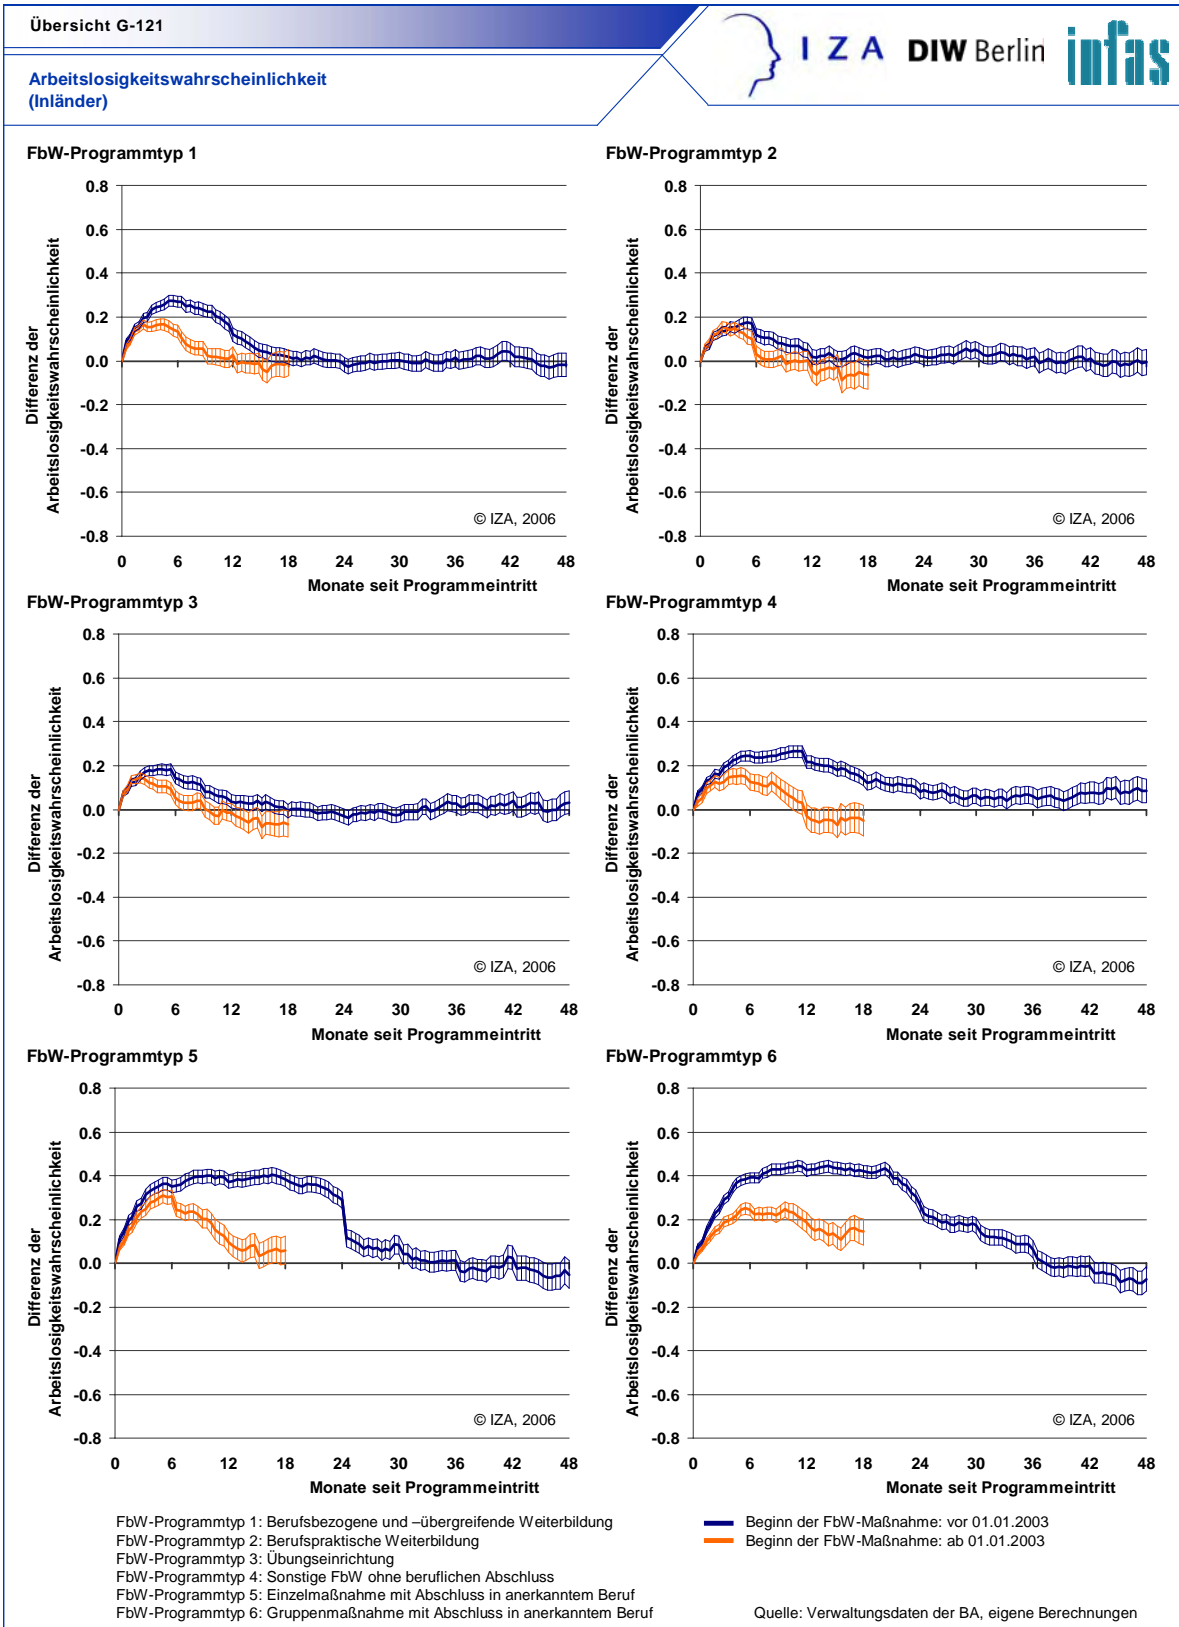 Übersicht G-121
IZA DIW Berlin infas
Arbeitslosigkeitswahrscheinlichkeit
(Inländer)
FbW-Programmtyp 1
Differenz der
Arbeitslosigkeitswahrscheinlichkeit
0.8
0.6
0.4
0.2
0.0
-0.2
-0.4
-0.6
-0.8
© IZA, 2006
0 6 12 18 24 30 36 42 48
Monate seit Programmeintritt
FbW-Programmtyp 2
Differenz der
Arbeitslosigkeitswahrscheinlichkeit
0.8
0.6
0.4
0.2
0.0
-0.2
-0.4
-0.6
-0.8
© IZA, 2006
0 6 12 18 24 30 36 42 48
Monate seit Programmeintritt
FbW-Programmtyp 3
Differenz der
Arbeitslosigkeitswahrscheinlichkeit
0.8
0.6
0.4
0.2
0.0
-0.2
-0.4
-0.6
-0.8
© IZA, 2006
0 6 12 18 24 30 36 42 48
Monate seit Programmeintritt
FbW-Programmtyp 4
Differenz der
Arbeitslosigkeitswahrscheinlichkeit
0.8
0.6
0.4
0.2
0.0
-0.2
-0.4
-0.6
-0.8
© IZA, 2006
0 6 12 18 24 30 36 42 48
Monate seit Programmeintritt
FbW-Programmtyp 5
Differenz der
Arbeitslosigkeitswahrscheinlichkeit
0.8
0.6
0.4
0.2
0.0
-0.2
-0.4
-0.6
-0.8
© IZA, 2006
0 6 12 18 24 30 36 42 48
Monate seit Programmeintritt
FbW-Programmtyp 6
Differenz der
Arbeitslosigkeitswahrscheinlichkeit
0.8
0.6
0.4
0.2
0.0
-0.2
-0.4
-0.6
-0.8
© IZA, 2006
0 6 12 18 24 30 36 42 48
Monate seit Programmeintritt
FbW-Programmtyp 1: Berufsbezogene und –übergreifende Weiterbildung
FbW-Programmtyp 2: Berufspraktische Weiterbildung
FbW-Programmtyp 3: Übungseinrichtung
FbW-Programmtyp 4: Sonstige FbW ohne beruflichen Abschluss
FbW-Programmtyp 5: Einzelmaßnahme mit Abschluss in anerkanntem Beruf
FbW-Programmtyp 6: Gruppenmaßnahme mit Abschluss in anerkanntem Beruf
Beginn der FbW-Maßnahme: vor 01.01.2003
Beginn der FbW-Maßnahme: ab 01.01.2003
Quelle: Verwaltungsdaten der BA, eigene Berechnungen